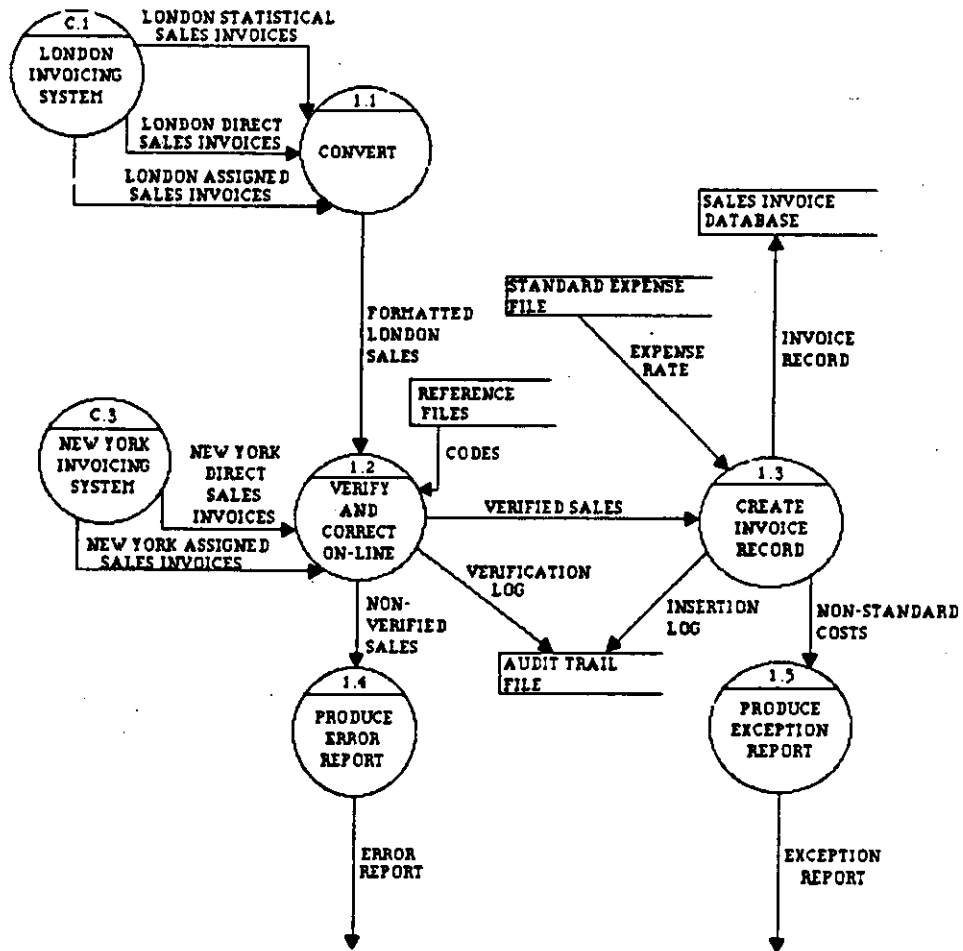 C.1
LONDON
INVOICING
SYSTEM
LONDON STATISTICAL
SALES INVOICES
LONDON DIRECT
SALES INVOICES
LONDON ASSIGNED
SALES INVOICES
1.1
CONVERT
SALES INVOICE
DATABASE
STANDARD EXPENSE
FILE
FORMATTED
LONDON
SALES
EXPENSE
RATE
INVOICE
RECORD
REFERENCE
FILES
CODES
C.3
NEW YORK
INVOICING
SYSTEM
NEW YORK
DIRECT
SALES
INVOICES
NEW YORK ASSIGNED
SALES INVOICES
1.2
VERIFY
AND
CORRECT
ON-LINE
VERIFIED SALES
1.3
CREATE
INVOICE
RECORD
VERIFICATION
LOG
INSERTION
LOG
NON-
VERIFIED
SALES
NON-STANDARD
COSTS
AUDIT TRAIL
FILE
1.4
PRODUCE
ERROR
REPORT
1.5
PRODUCE
EXCEPTION
REPORT
ERROR
REPORT
EXCEPTION
REPORT